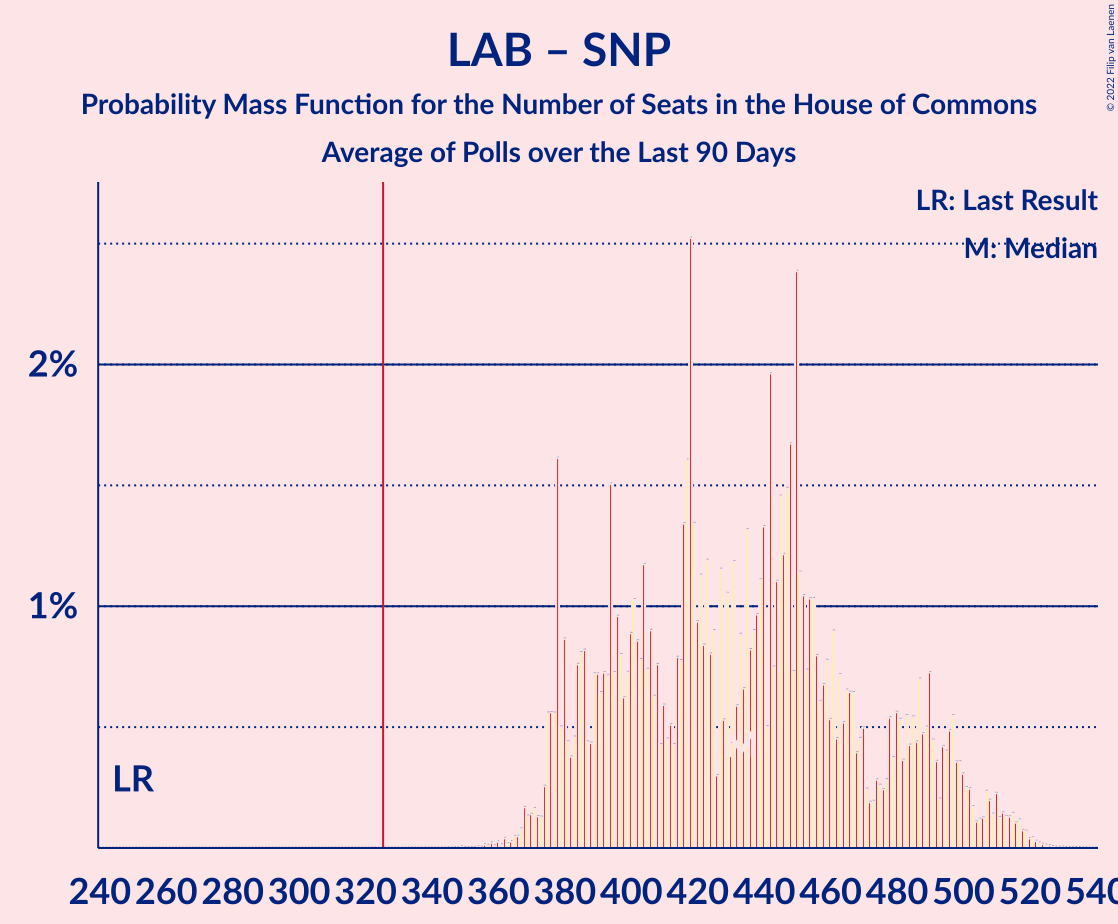 LAB – SNP
Probability Mass Function for the Number of Seats in the House of Commons
Average of Polls over the Last 90 Days
© 2022 Filip van Laenen
LR: Last Result
M: Median
2%
1%
LR
240 260 280 300 320 340 360 380 400 420 440 460 480 500 520 540